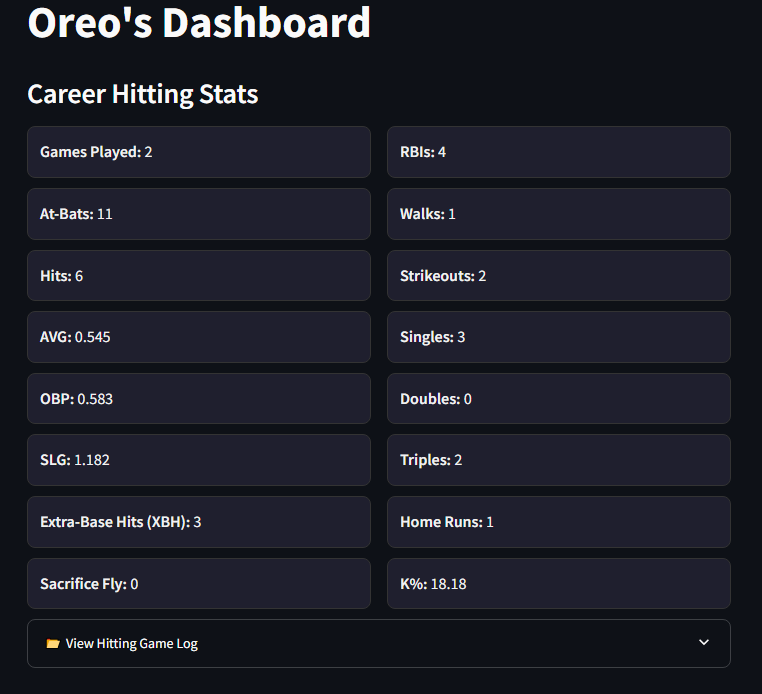 Oreo's Dashboard
Career Hitting Stats
Games Played: 2
RBIs: 4
At-Bats: 11
Walks: 1
Hits: 6
Strikeouts: 2
AVG: 0.545
Singles: 3
OBP: 0.583
Doubles: 0
SLG: 1.182
Triples: 2
Extra-Base Hits (XBH): 3
Home Runs: 1
Sacrifice Fly: 0
K%: 18.18
📂 View Hitting Game Log